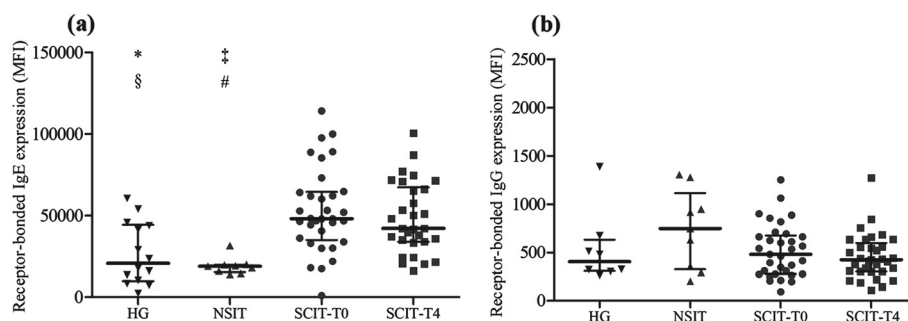 (a)
Receptor-bonded IgE expression (MFI)
150000
100000
50000
0
*
§
‡
#
HG
NSIT
SCIT-T0
SCIT-T4
(b)
Receptor-bonded IgG expression (MFI)
2500
2000
1500
1000
500
0
HG
NSIT
SCIT-T0
SCIT-T4